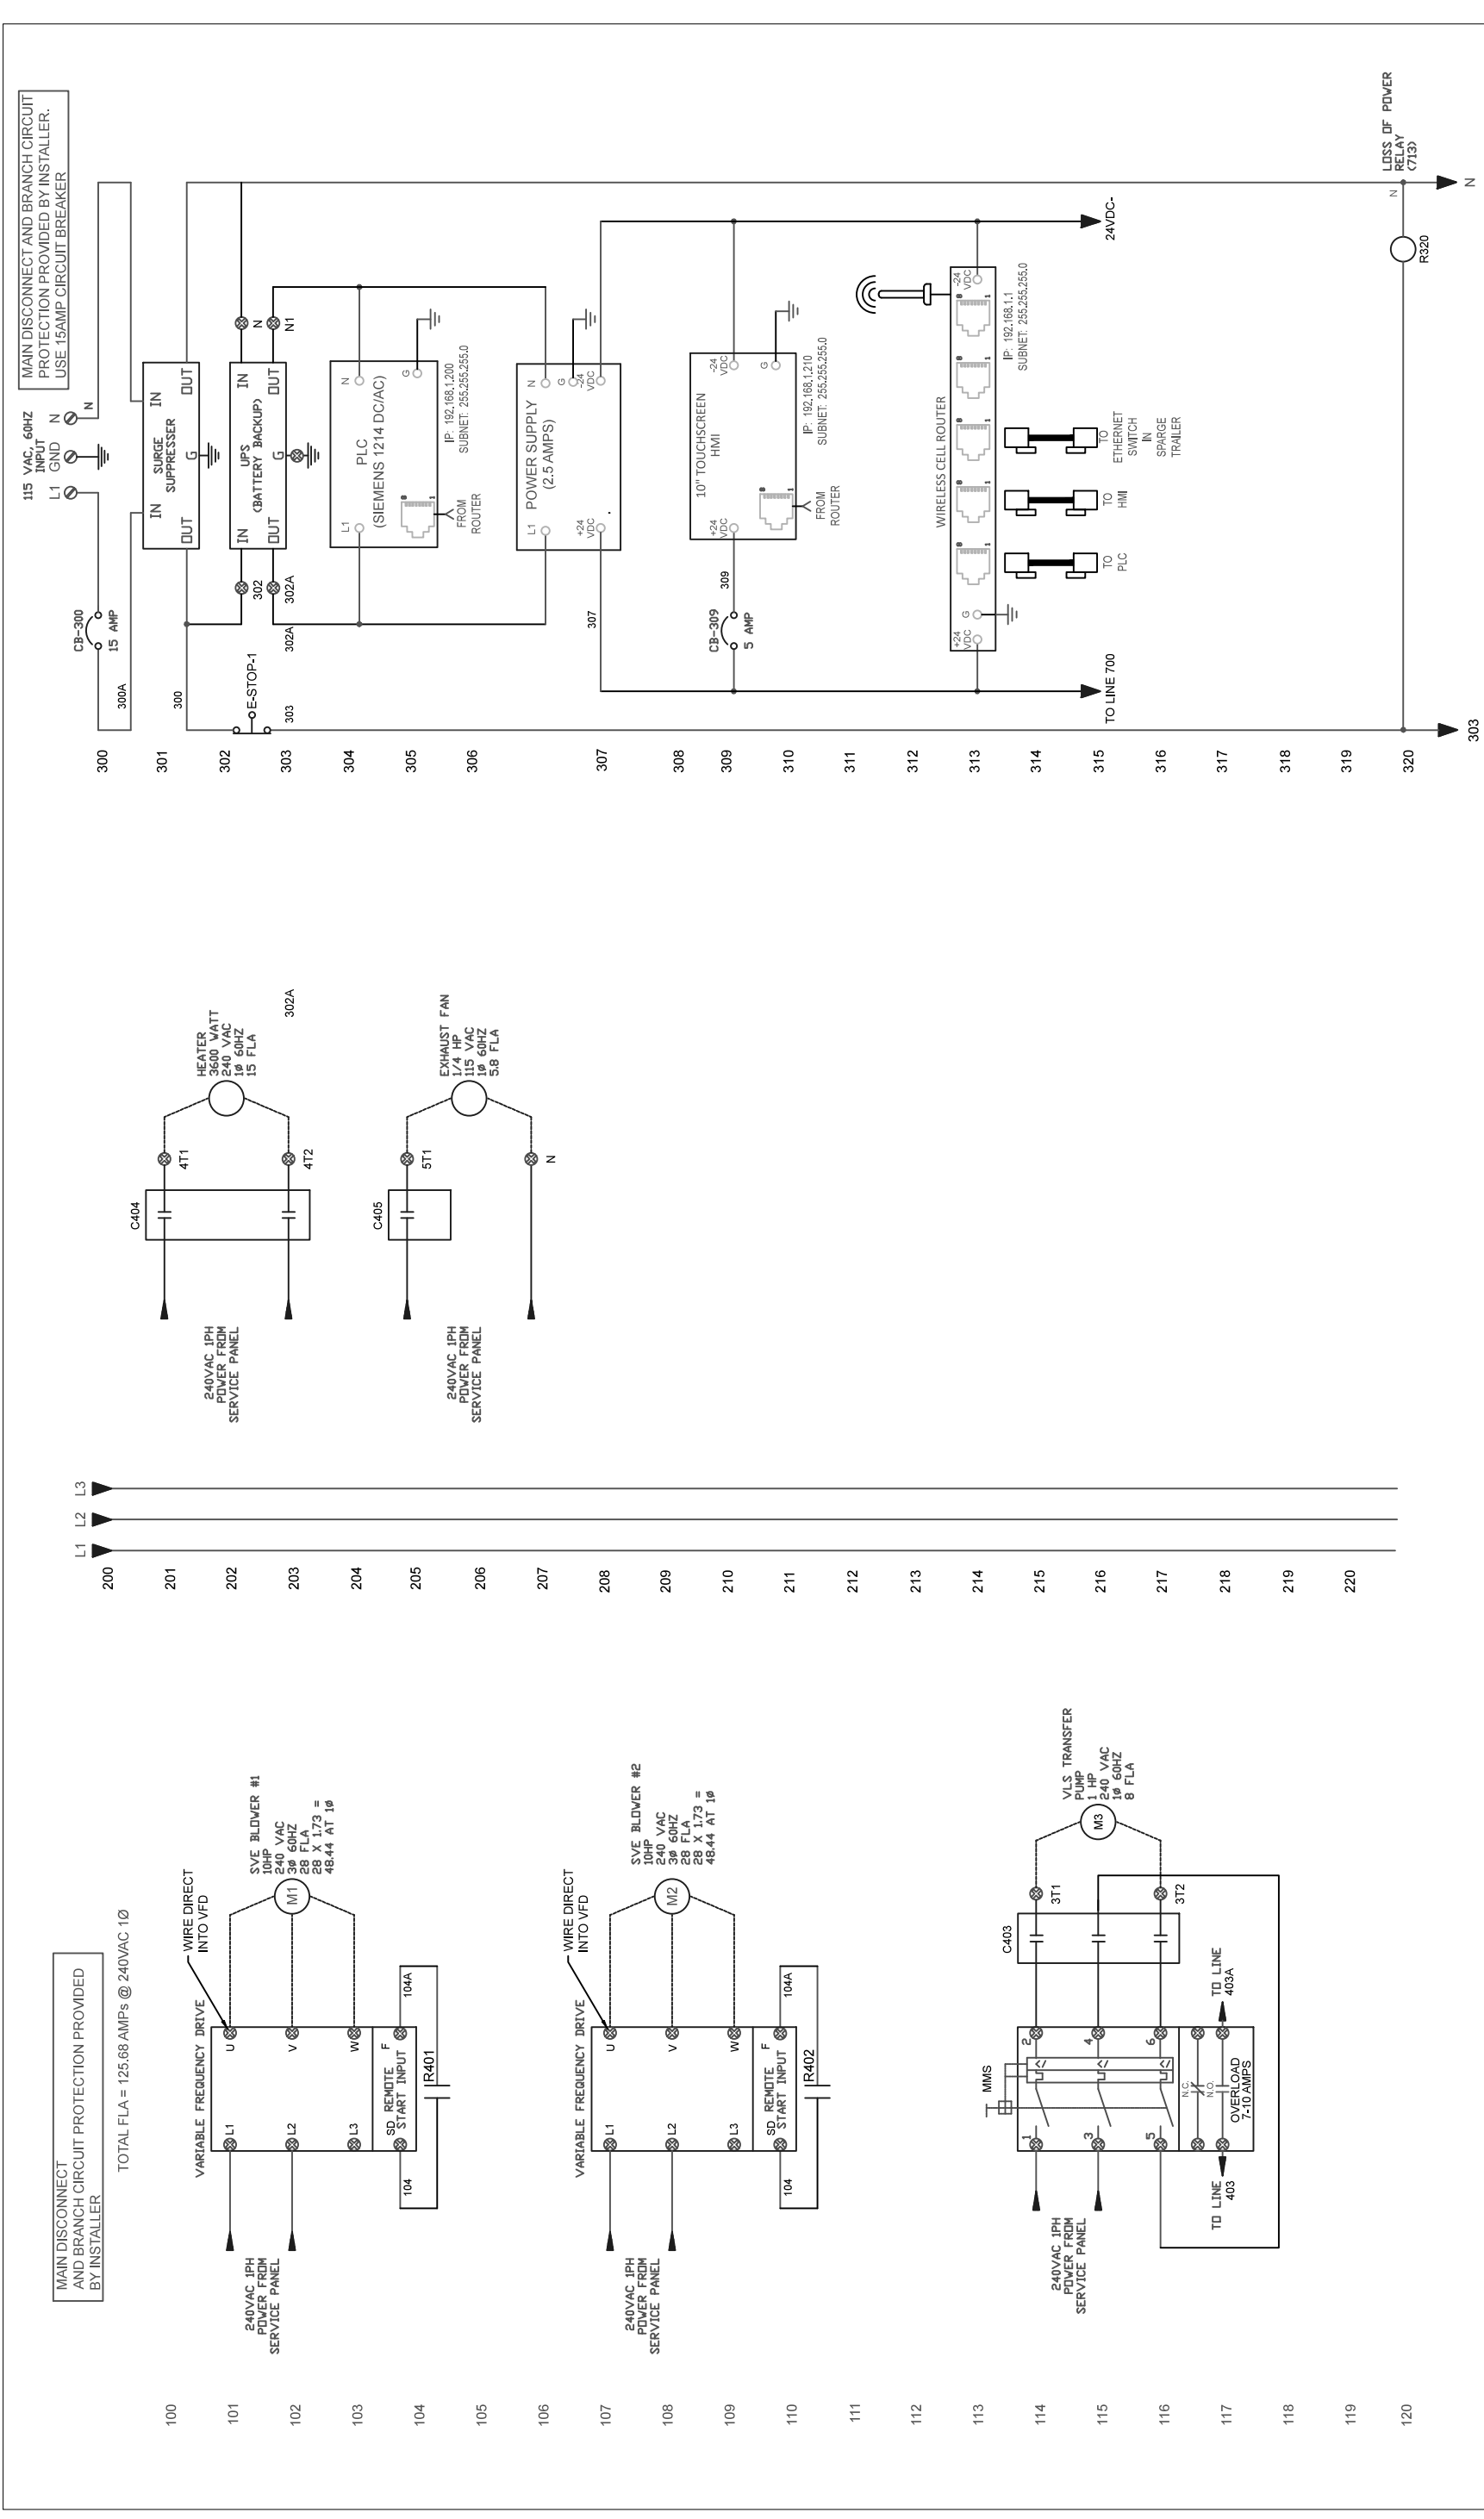 MAIN DISCONNECT
AND BRANCH CIRCUIT PROTECTION PROVIDED
BY INSTALLER
TOTAL FLA = 125.68 AMPs @ 240VAC 1Ø
100
101
102
103
104
105
106
107
108
109
110
111
112
113
114
115
116
117
118
119
120
VARIABLE FREQUENCY DRIVE
WIRE DIRECT
INTO VFD
240VAC 1PH
POWER FROM
SERVICE PANEL
L1
L2
L3
U
V
W
SD REMOTE F
START INPUT
104
104A
R401
M1
SVE BLOWER #1
10HP
240 VAC
3Ø 60HZ
28 FLA
28 X 1.73 =
48.44 AT 1Ø
VARIABLE FREQUENCY DRIVE
WIRE DIRECT
INTO VFD
240VAC 1PH
POWER FROM
SERVICE PANEL
L1
L2
L3
U
V
W
SD REMOTE F
START INPUT
104
104A
R402
M2
SVE BLOWER #2
10HP
240 VAC
3Ø 60HZ
28 FLA
28 X 1.73 =
48.44 AT 1Ø
240VAC 1PH
POWER FROM
SERVICE PANEL
MMS
1
2
3
4
5
6
N.C.
N.O.
OVERLOAD
7-10 AMPS
TO LINE
403
TO LINE
403A
C403
3T1
3T2
M3
VLS TRANSFER
PUMP
1 HP
240 VAC
1Ø 60HZ
8 FLA
L1
L2
L3
200
201
202
203
204
205
206
207
208
209
210
211
212
213
214
215
216
217
218
219
220
240VAC 1PH
POWER FROM
SERVICE PANEL
C404
4T1
4T2
HEATER
3600 WATT
240 VAC
1Ø 60HZ
15 FLA
302A
240VAC 1PH
POWER FROM
SERVICE PANEL
C405
5T1
N
EXHAUST FAN
1/4 HP
115 VAC
1Ø 60HZ
5.8 FLA
300
301
302
303
304
305
306
307
308
309
310
311
312
313
314
315
316
317
318
319
320
MAIN DISCONNECT AND BRANCH CIRCUIT
PROTECTION PROVIDED BY INSTALLER.
USE 15AMP CIRCUIT BREAKER
115 VAC, 60HZ
INPUT
L1 GND N
N
CB-300
15 AMP
300A
IN
IN
SURGE
SUPPRESSER
OUT
G
OUT
300
IN
UPS
(BATTERY BACKUP)
IN
OUT
G
OUT
302
302A
302A
N
N1
E-STOP-1
303
L1
PLC
(SIEMENS 1214 DC/AC)
N
G
8
1
FROM
ROUTER
IP: 192.168.1.200
SUBNET: 255.255.255.0
L1
POWER SUPPLY
(2.5 AMPS)
N
G
+24
VDC
-24
VDC
307
CB-309
5 AMP
309
10" TOUCHSCREEN
HMI
+24
VDC
-24
VDC
G
8
1
FROM
ROUTER
IP: 192.168.1.210
SUBNET: 255.255.255.0
WIRELESS CELL ROUTER
+24
VDC
G
8
1
8
1
8
1
8
1
8
1
-24
VDC
IP: 192.168.1.1
SUBNET: 255.255.255.0
TO
PLC
TO
HMI
TO
ETHERNET
SWITCH
IN
SPARGE
TRAILER
TO LINE 700
24VDC-
R320
N
LOSS OF POWER
RELAY
(713)
303
N